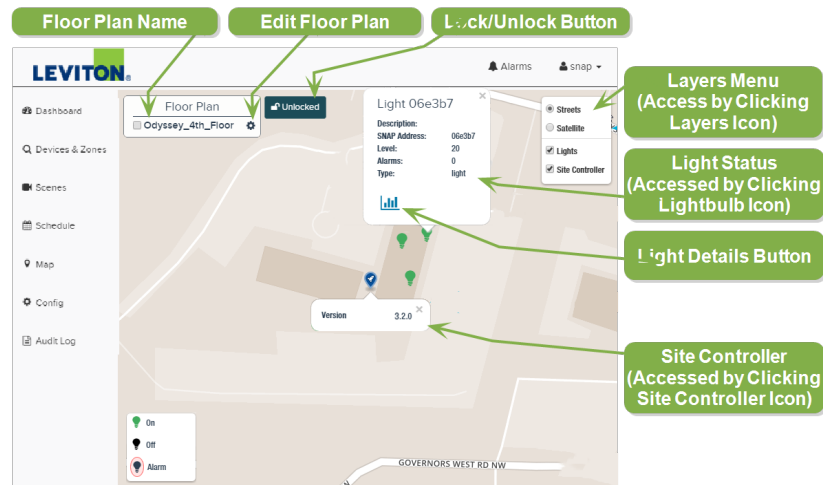 Floor Plan Name
Edit Floor Plan
Lock/Unlock Button
LEVITON®
Alarms
snap
Dashboard
Devices & Zones
Scenes
Schedule
Map
Config
Audit Log
Floor Plan
Odyssey_4th_Floor
Unlocked
Light 06e3b7
Description:
SNAP Address: 06e3b7
Level: 20
Alarms: 0
Type: light
Streets
Satellite
Lights
Site Controller
Layers Menu
(Access by Clicking
Layers Icon)
Light Status
(Accessed by Clicking
Lightbulb Icon)
Light Details Button
Version 3.2.0
Site Controller
(Accessed by Clicking
Site Controller Icon)
On
Off
Alarm
GOVERNORS WEST RD NW